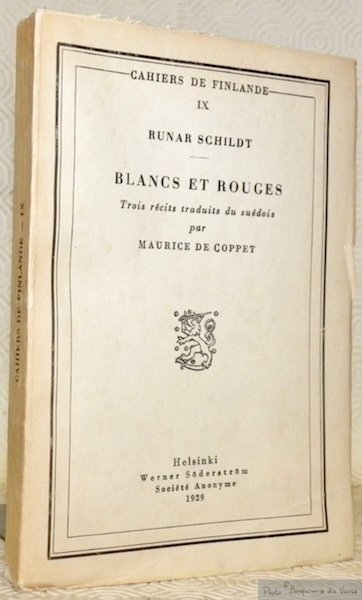 CAHIERS DE FINLANDE
IX
RUNAR SCHILDT
BLANCS ET ROUGES
Trois récits traduits du suédois
par
MAURICE DE COPPET
Helsinki
Werner Söderström
Société Anonyme
1929
CAHIERS DE FINLANDE — IX
Photo © Bouquinerie du Varis